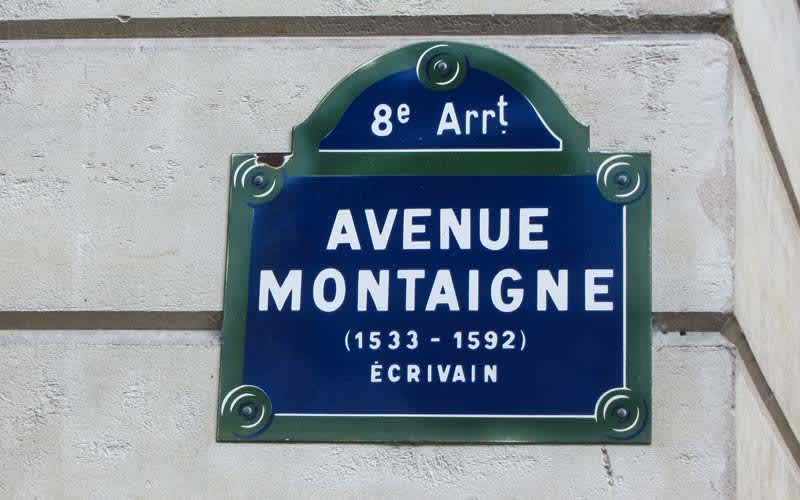 8e Arrt.
AVENUE
MONTAIGNE
(1533 - 1592)
ÉCRIVAIN